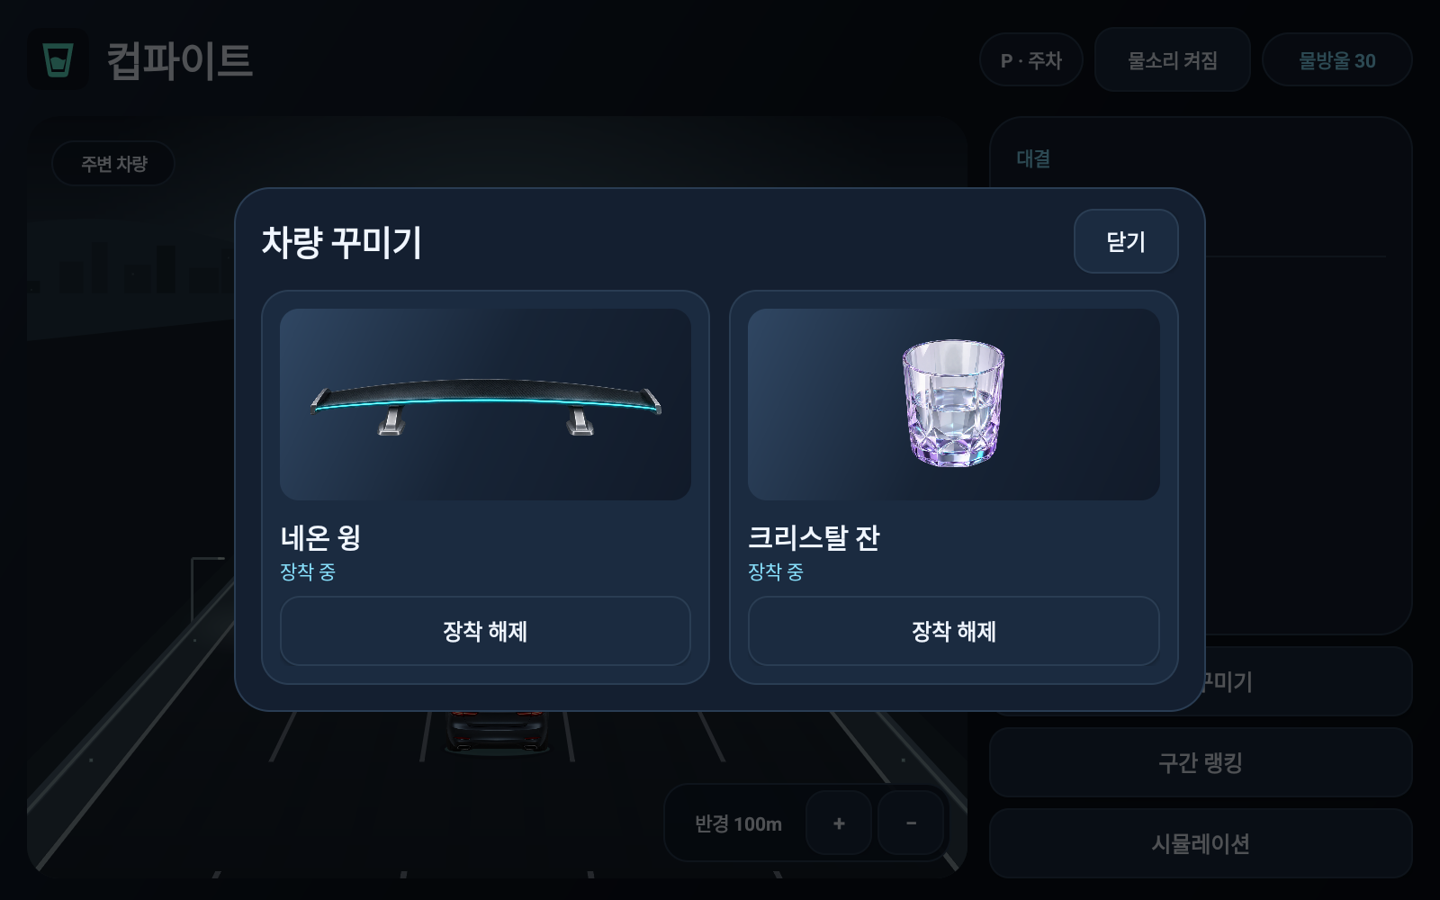 컵파이트
P · 주차
물소리 켜짐
물방울 30
주변 차량
대결
차량 꾸미기
닫기
네온 윙
장착 중
장착 해제
크리스탈 잔
장착 중
장착 해제
꾸미기
구간 랭킹
시뮬레이션
반경 100m
+
−